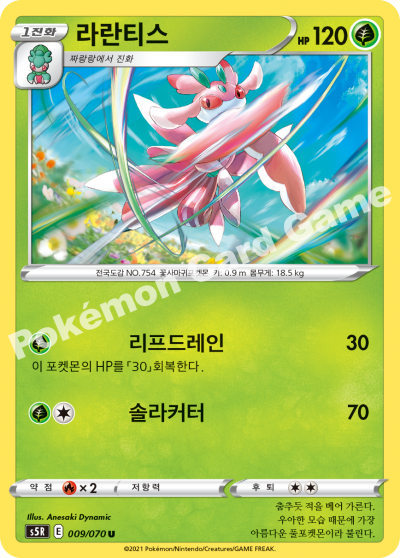 1진화
라란티스
HP 120
짜랑랑에서 진화
전국도감 NO.754 꽃사마귀포켓몬 키: 0.9 m 몸무게: 18.5 kg
Pokémon Card Game
리프드레인 30
이 포켓몬의 HP를 「30」 회복한다.
솔라커터 70
약점 ×2 저항력 후퇴
Illus. Anesaki Dynamic
s5R E 009/070 U
춤추듯 적을 베어 가른다.
우아한 모습 때문에 가장
아름다운 풀포켓몬이라 불린다.
©2021 Pokémon/Nintendo/Creatures/GAME FREAK.